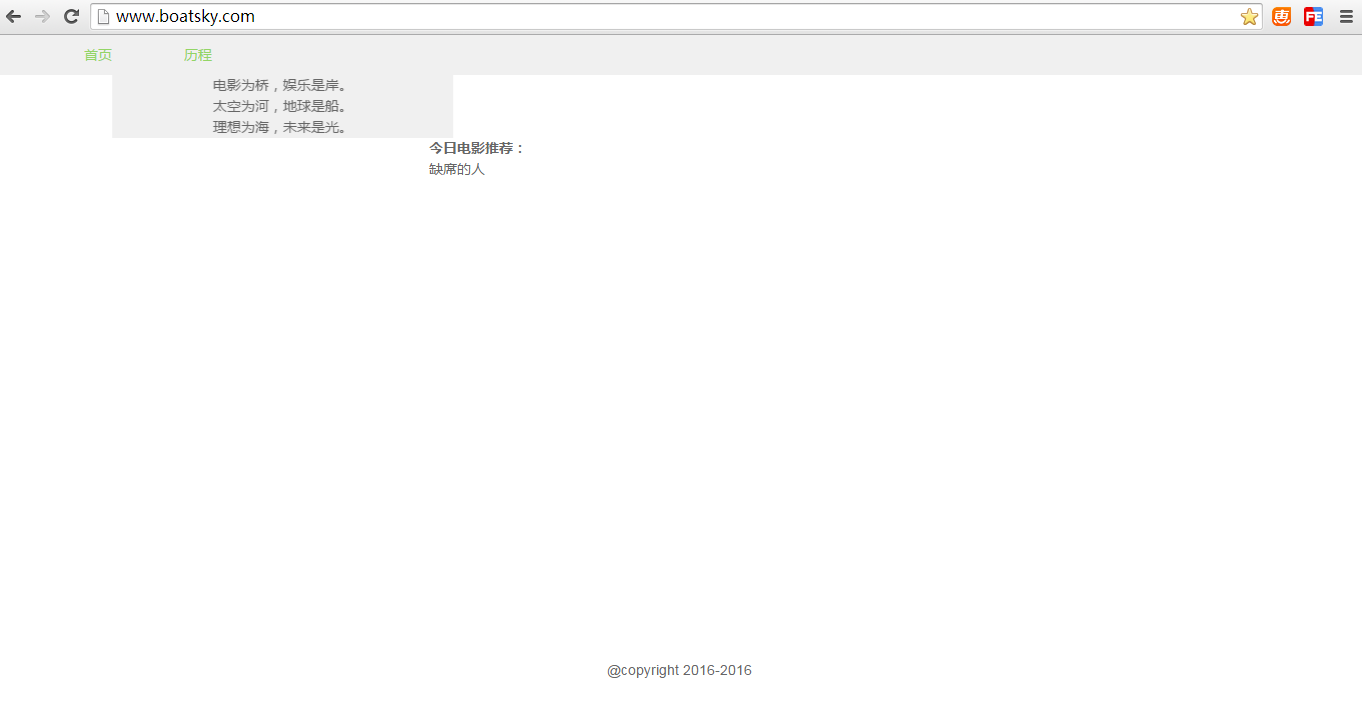 www.boatsky.com
惠
FE
首页 历程
电影为桥，娱乐是岸。
太空为河，地球是船。
理想为海，未来是光。
今日电影推荐：
缺席的人
@copyright 2016-2016